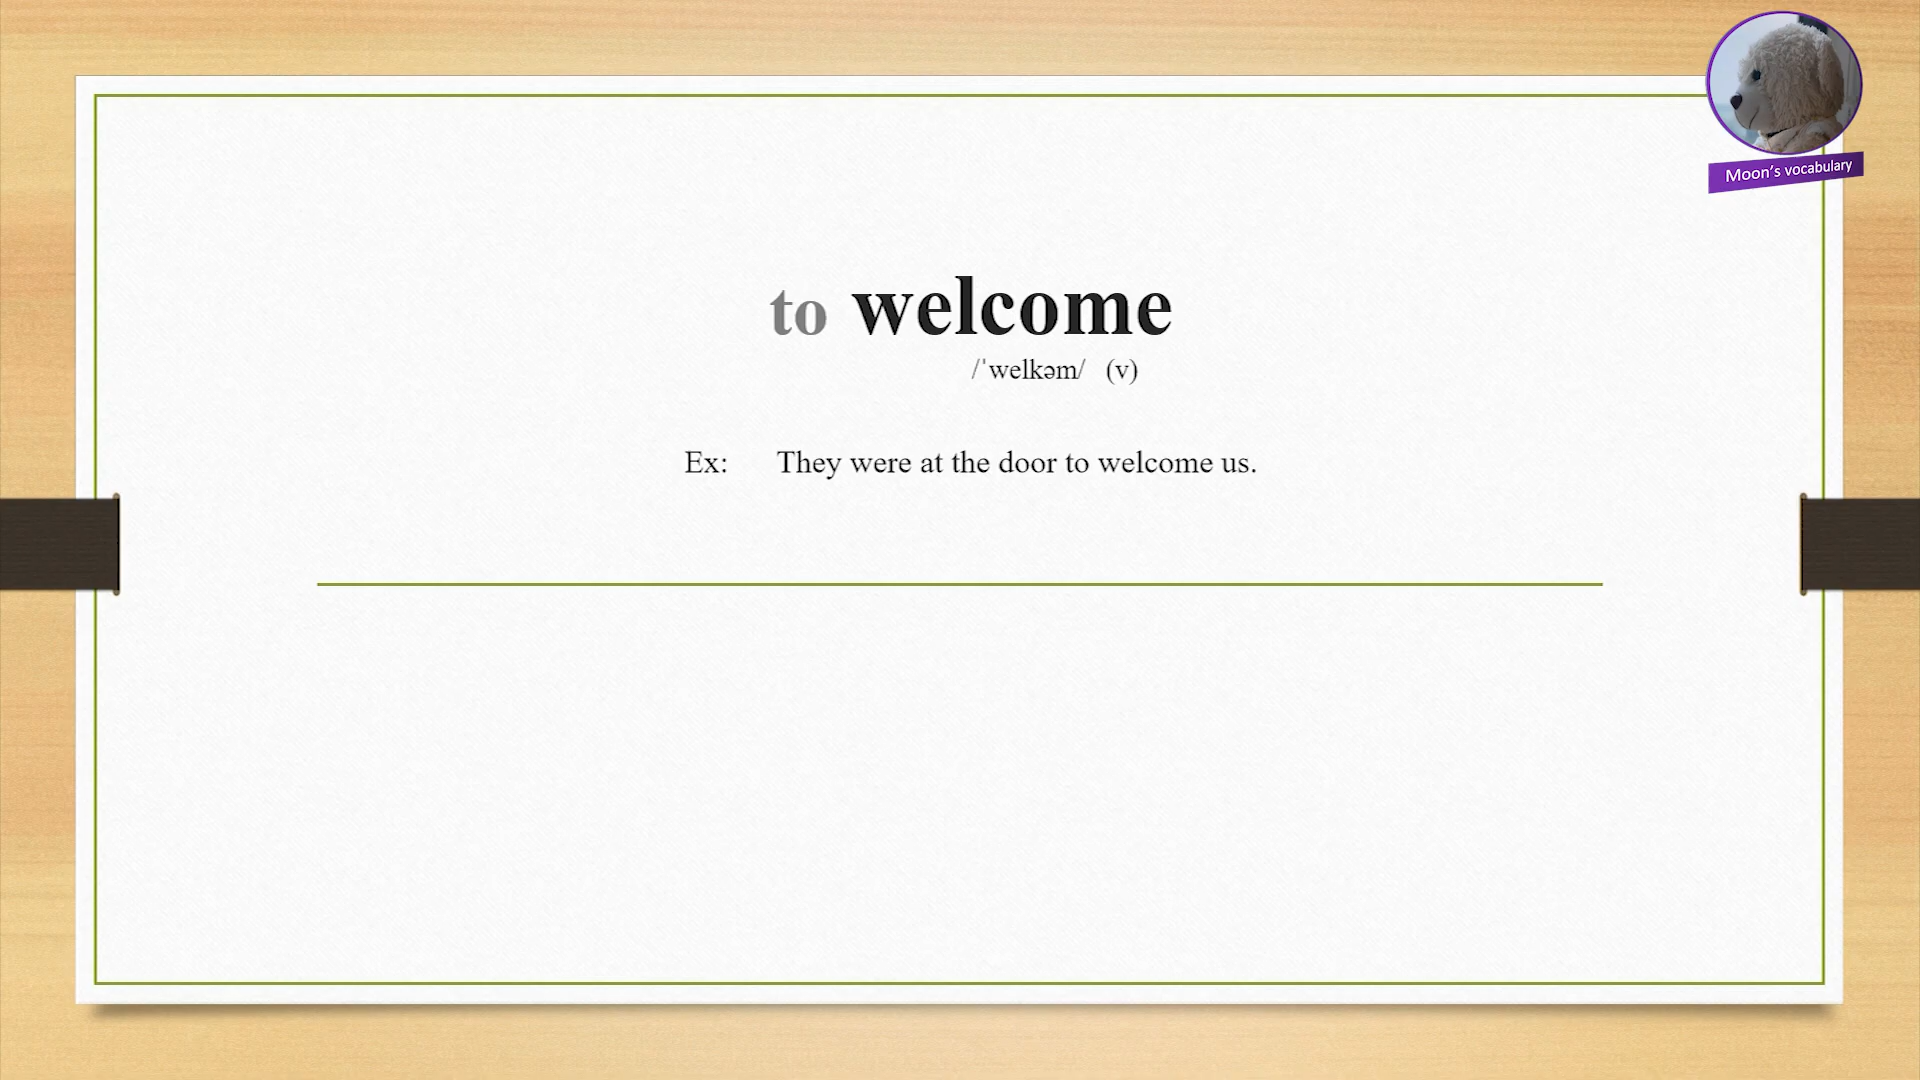 Moon's vocabulary
to welcome
/ˈwelkəm/ (v)
Ex: They were at the door to welcome us.